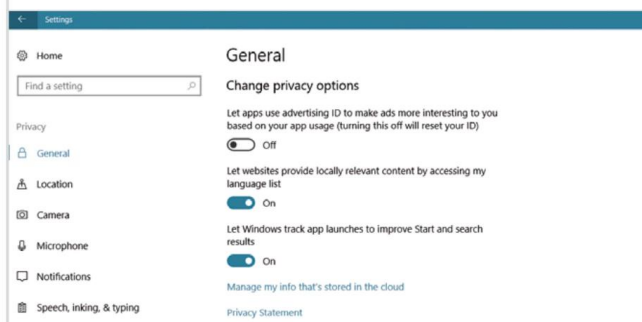 Settings
Home
Find a setting
Privacy
General
Location
Camera
Microphone
Notifications
Speech, inking, & typing
General
Change privacy options
Let apps use advertising ID to make ads more interesting to you
based on your app usage (turning this off will reset your ID)
Off
Let websites provide locally relevant content by accessing my
language list
On
Let Windows track app launches to improve Start and search
results
On
Manage my info that's stored in the cloud
Privacy Statement